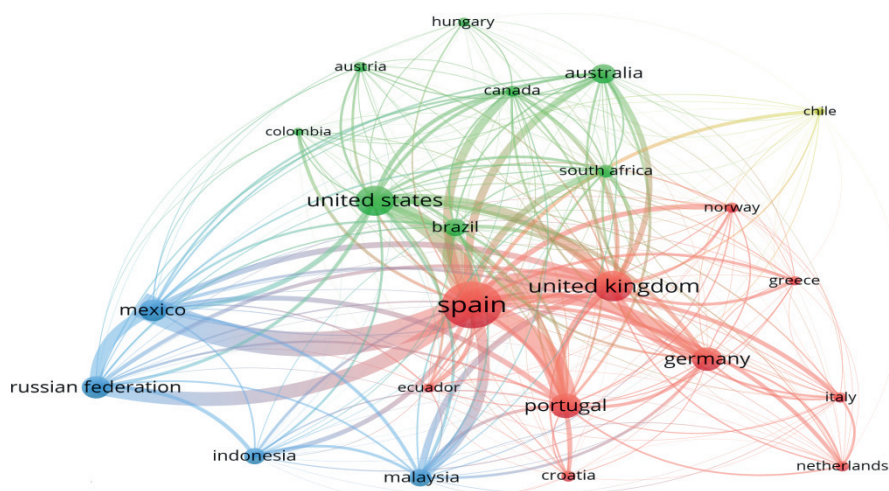 hungary
austria
australia
canada
chile
colombia
south africa
united states
norway
brazil
greece
united kingdom
spain
mexico
germany
russian federation
ecuador
italy
portugal
indonesia
netherlands
malaysia
croatia